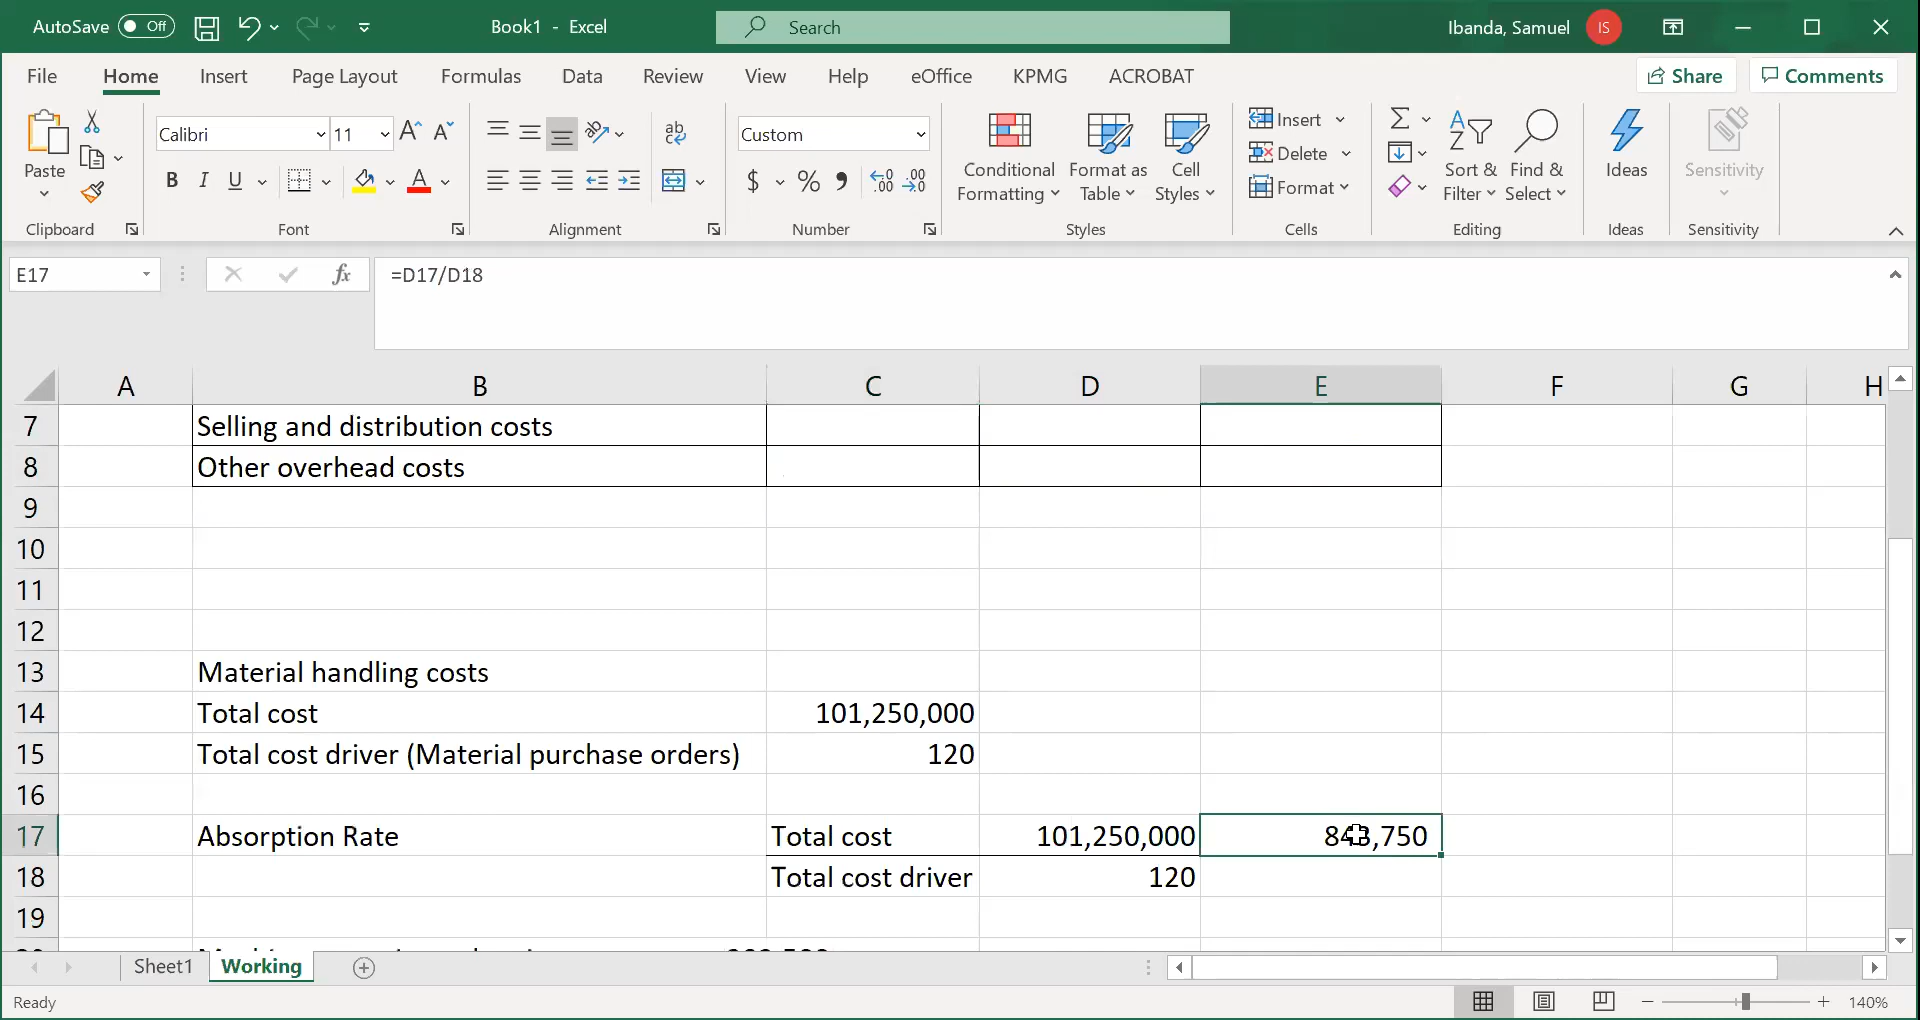 AutoSave Off Book1 - Excel Search Ibanda, Samuel IS
File Home Insert Page Layout Formulas Data Review View Help eOffice KPMG ACROBAT Share Comments
Paste
Calibri 11 A^ A˅
B I U A
ab
Custom
$ % , .00
Conditional Formatting
Format as Table
Cell Styles
Insert
Delete
Format
Sort & Filter
Find & Select
Ideas
Sensitivity
Clipboard Font Alignment Number Styles Cells Editing Ideas Sensitivity
E17 fx =D17/D18
A B C D E F G H
7 Selling and distribution costs
8 Other overhead costs
9
10
11
12
13 Material handling costs
14 Total cost 101,250,000
15 Total cost driver (Material purchase orders) 120
16
17 Absorption Rate Total cost 101,250,000 843,750
18 Total cost driver 120
19
Sheet1 Working
Ready 140%